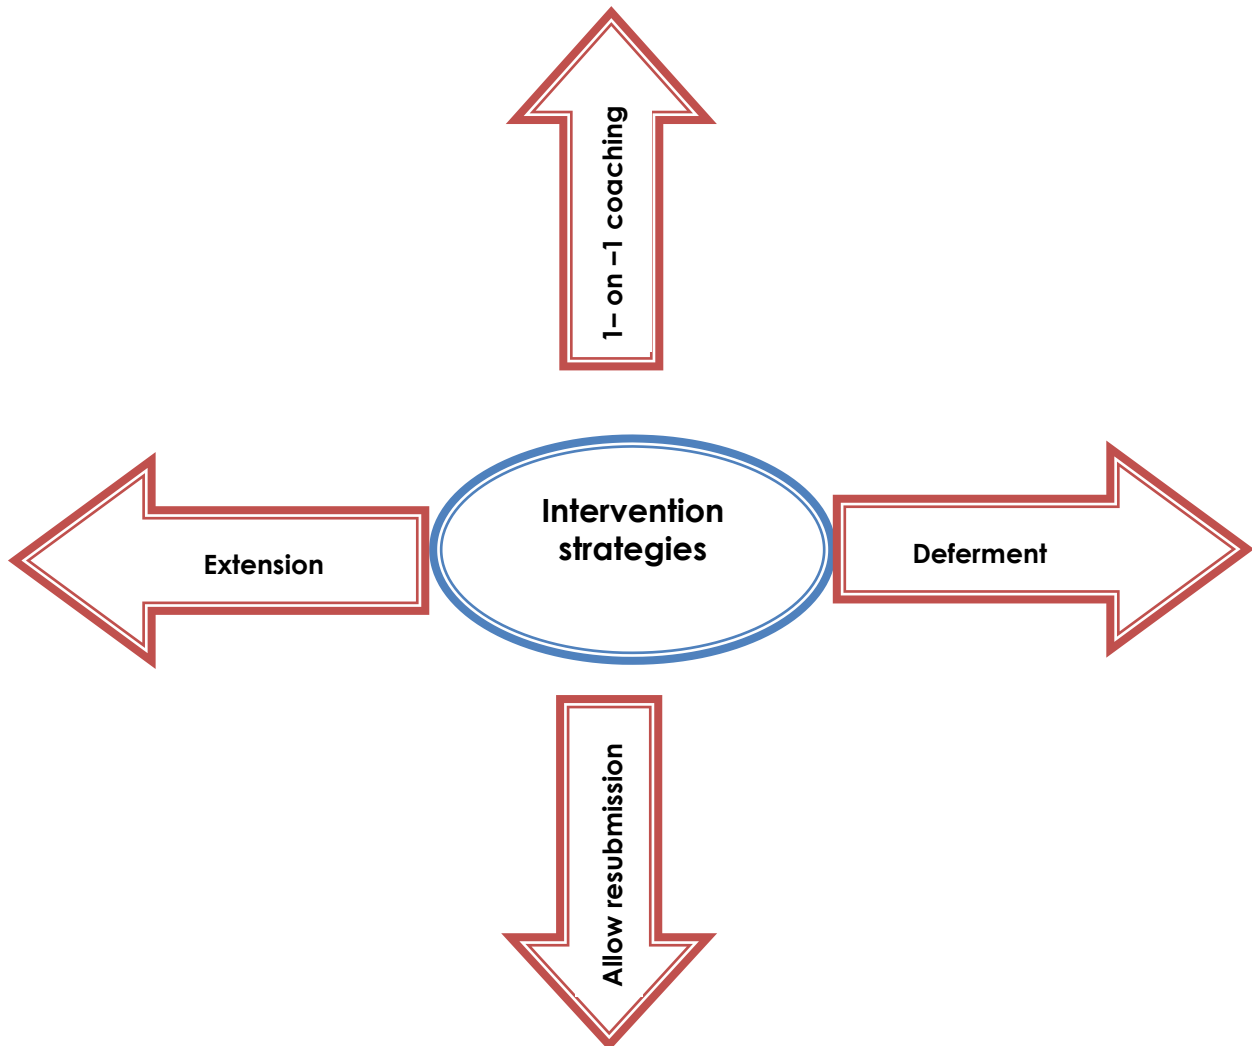 1– on –1 coaching
Intervention
strategies
Extension
Deferment
Allow resubmission